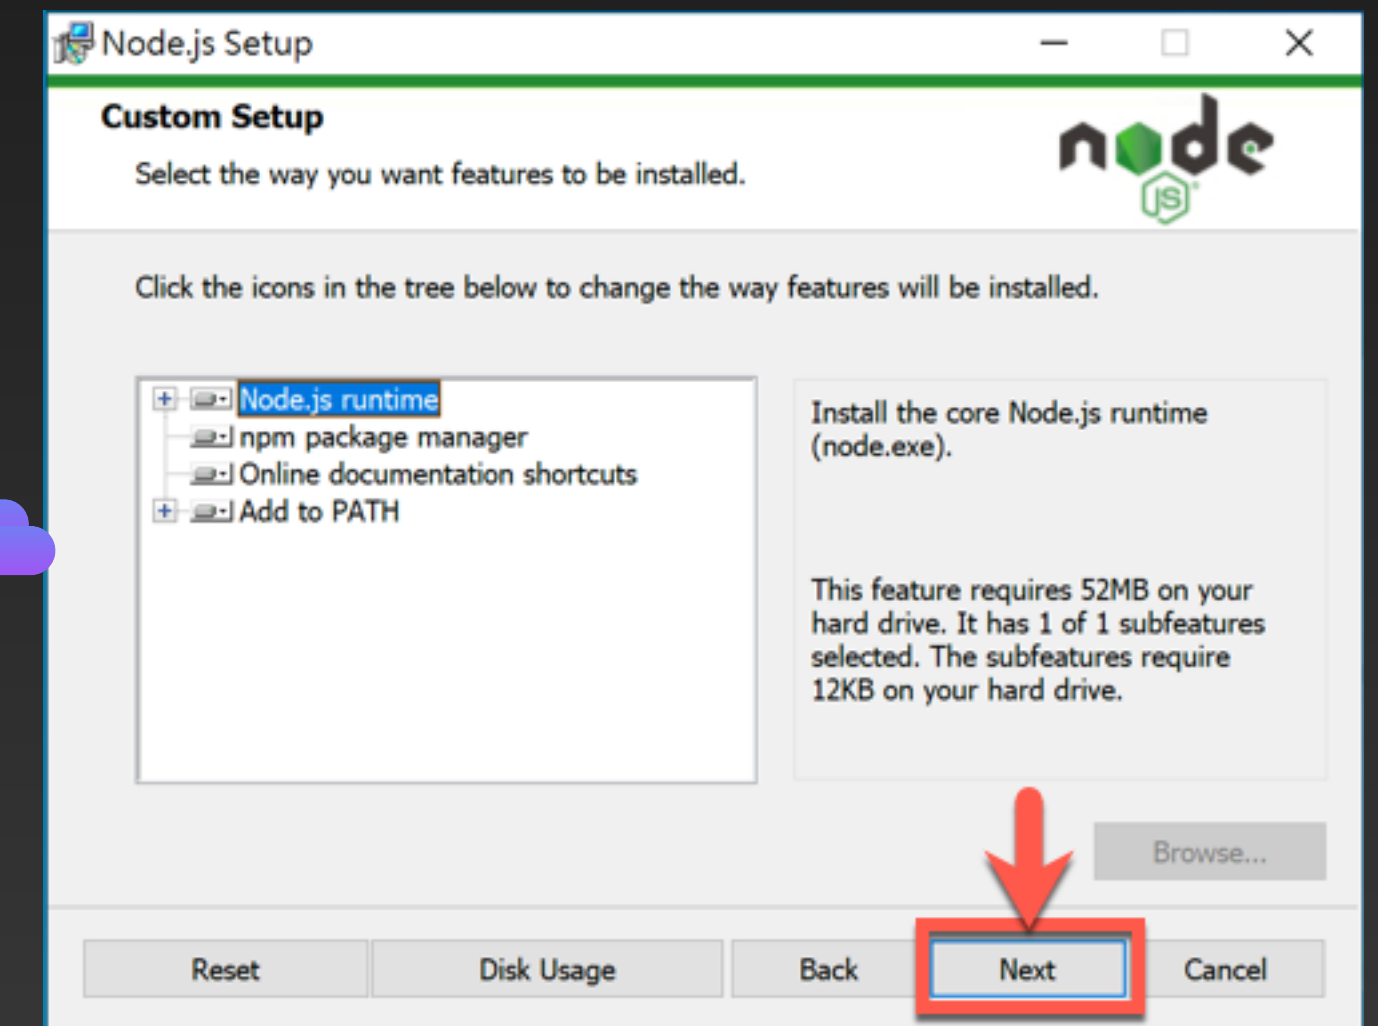 Node.js Setup
Custom Setup
Select the way you want features to be installed.
node
JS
Click the icons in the tree below to change the way features will be installed.
Node.js runtime
npm package manager
Online documentation shortcuts
Add to PATH
Install the core Node.js runtime
(node.exe).
This feature requires 52MB on your
hard drive. It has 1 of 1 subfeatures
selected. The subfeatures require
12KB on your hard drive.
Browse...
Reset
Disk Usage
Back
Next
Cancel